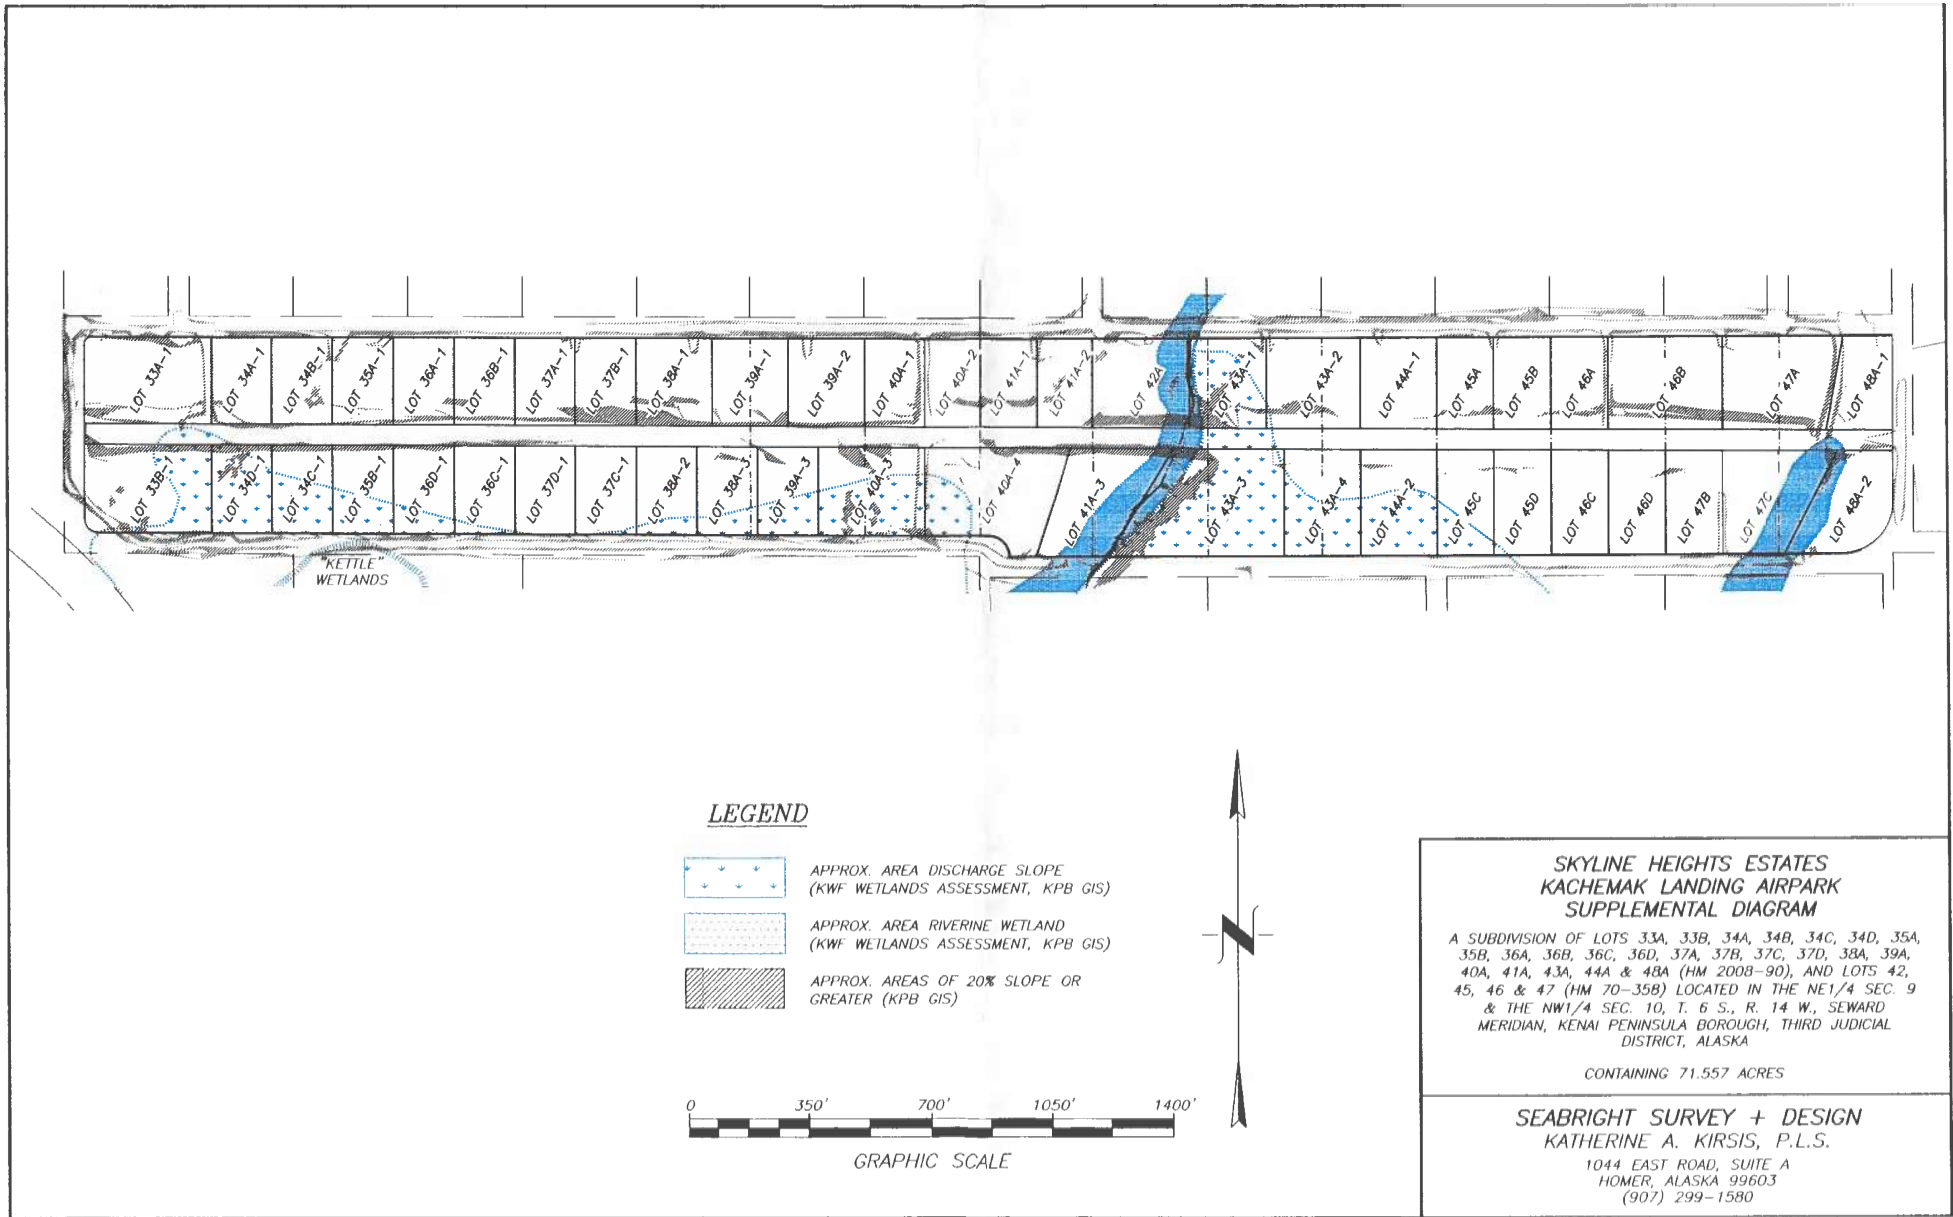 LOT 33A-1
LOT 34A-1
LOT 34B-1
LOT 35A-1
LOT 36A-1
LOT 36B-1
LOT 37A-1
LOT 37B-1
LOT 38A-1
LOT 39A-1
LOT 39A-2
LOT 40A-1
LOT 40A-2
LOT 41A-1
LOT 41A-2
LOT 42A
LOT 43A-1
LOT 43A-2
LOT 44A-1
LOT 45A
LOT 45B
LOT 46A
LOT 46B
LOT 47A
LOT 48A-1
LOT 33B-1
LOT 34D-1
LOT 34C-1
LOT 35B-1
LOT 36D-1
LOT 36C-1
LOT 37D-1
LOT 37C-1
LOT 38A-2
LOT 38A-3
LOT 39A-3
LOT 40A-3
LOT 40A-4
LOT 41A-3
LOT 43A-3
LOT 43A-4
LOT 44A-2
LOT 45C
LOT 45D
LOT 46C
LOT 46D
LOT 47B
LOT 47C
LOT 48A-2
"KETTLE"
WETLANDS
LEGEND
APPROX. AREA DISCHARGE SLOPE
(KWF WETLANDS ASSESSMENT, KPB GIS)
APPROX. AREA RIVERINE WETLAND
(KWF WETLANDS ASSESSMENT, KPB GIS)
APPROX. AREAS OF 20% SLOPE OR
GREATER (KPB GIS)
N
0 350' 700' 1050' 1400'
GRAPHIC SCALE
SKYLINE HEIGHTS ESTATES
KACHEMAK LANDING AIRPARK
SUPPLEMENTAL DIAGRAM
A SUBDIVISION OF LOTS 33A, 33B, 34A, 34B, 34C, 34D, 35A,
35B, 36A, 36B, 36C, 36D, 37A, 37B, 37C, 37D, 38A, 39A,
40A, 41A, 43A, 44A & 48A (HM 2008-90), AND LOTS 42,
45, 46 & 47 (HM 70-358) LOCATED IN THE NE1/4 SEC. 9
& THE NW1/4 SEC. 10, T. 6 S., R. 14 W., SEWARD
MERIDIAN, KENAI PENINSULA BOROUGH, THIRD JUDICIAL
DISTRICT, ALASKA
CONTAINING 71.557 ACRES
SEABRIGHT SURVEY + DESIGN
KATHERINE A. KIRSIS, P.L.S.
1044 EAST ROAD, SUITE A
HOMER, ALASKA 99603
(907) 299-1580